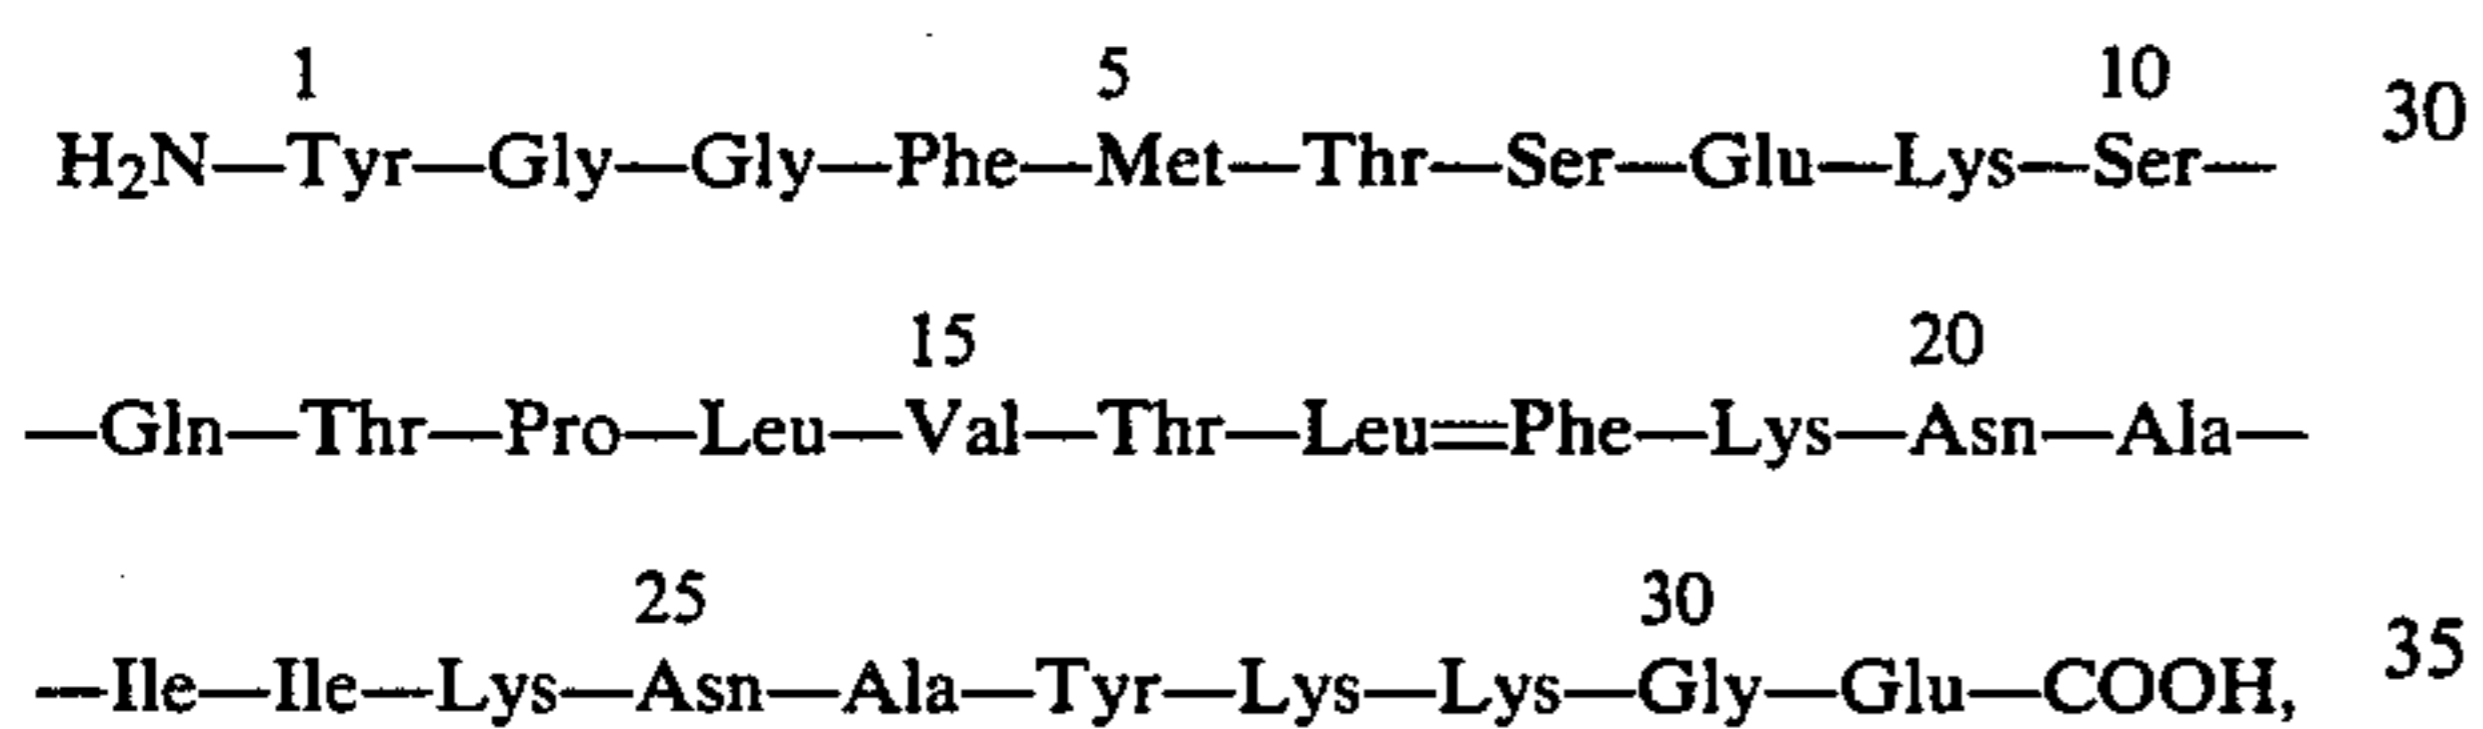 1 5 10
H₂N—Tyr—Gly—Gly—Phe—Met—Thr—Ser—Glu—Lys—Ser— 30
15 20
—Gln—Thr—Pro—Leu—Val—Thr—Leu=Phe—Lys—Asn—Ala—
25 30
—Ile—Ile—Lys—Asn—Ala—Tyr—Lys—Lys—Gly—Glu—COOH, 35